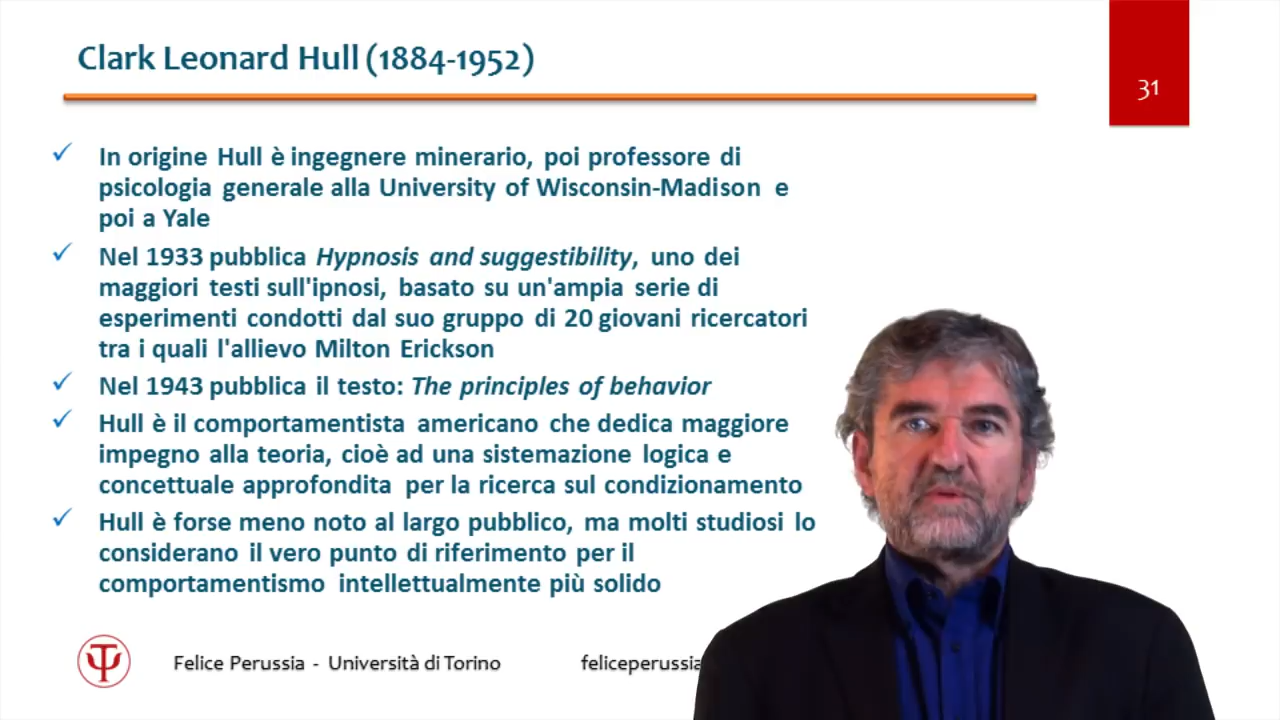 Clark Leonard Hull (1884-1952)
31
In origine Hull è ingegnere minerario, poi professore di
psicologia generale alla University of Wisconsin-Madison e
poi a Yale
Nel 1933 pubblica Hypnosis and suggestibility, uno dei
maggiori testi sull'ipnosi, basato su un'ampia serie di
esperimenti condotti dal suo gruppo di 20 giovani ricercatori
tra i quali l'allievo Milton Erickson
Nel 1943 pubblica il testo: The principles of behavior
Hull è il comportamentista americano che dedica maggiore
impegno alla teoria, cioè ad una sistemazione logica e
concettuale approfondita per la ricerca sul condizionamento
Hull è forse meno noto al largo pubblico, ma molti studiosi lo
considerano il vero punto di riferimento per il
comportamentismo intellettualmente più solido
Felice Perussia - Università di Torino feliceperussia